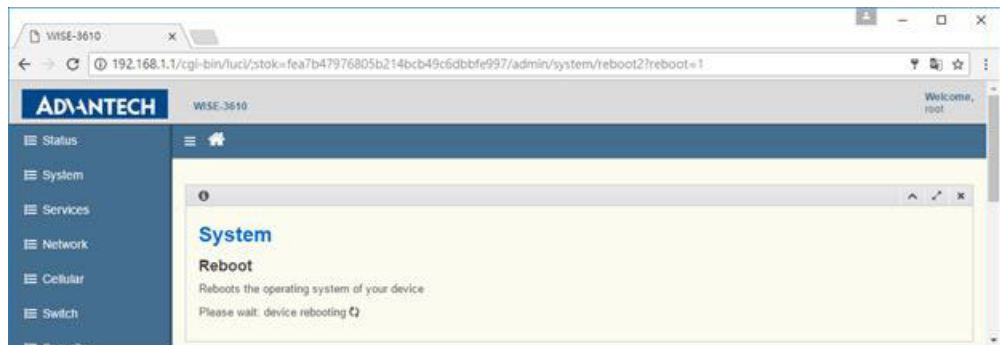 WISE-3610
192.168.1.1/cgi-bin/luci/;stok=fea7b47976805b214bcb49c6dbbfe997/admin/system/reboot2?reboot=1
ADVANTECH
WISE-3610
Welcome,
root
Status
System
Services
Network
Cellular
Switch
System
Reboot
Reboots the operating system of your device
Please wait: device rebooting